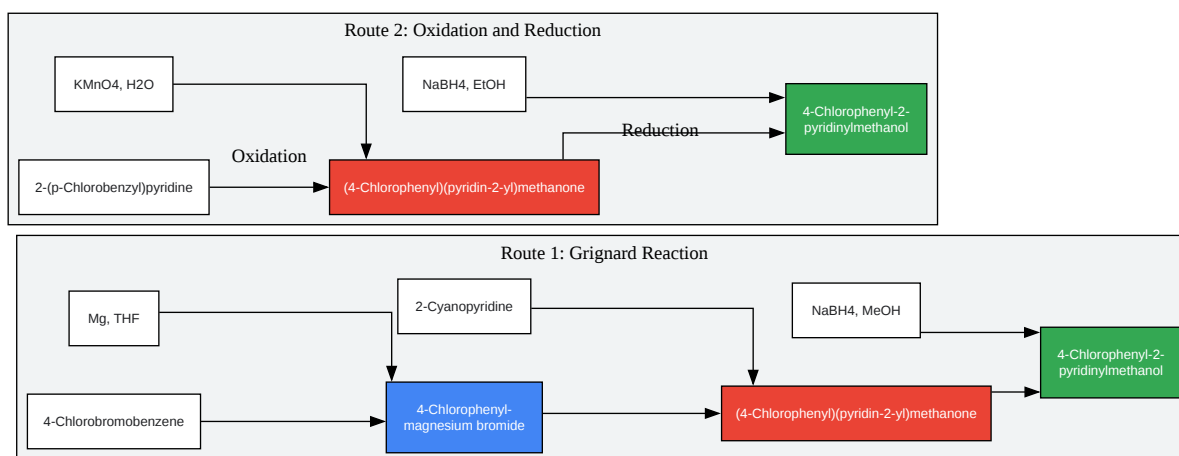 Route 2: Oxidation and Reduction
KMnO4, H2O
NaBH4, EtOH
4-Chlorophenyl-2-
pyridinylmethanol
Reduction
Oxidation
2-(p-Chlorobenzyl)pyridine
(4-Chlorophenyl)(pyridin-2-yl)methanone
Route 1: Grignard Reaction
Mg, THF
2-Cyanopyridine
NaBH4, MeOH
4-Chlorophenyl-2-
pyridinylmethanol
4-Chlorobromobenzene
4-Chlorophenyl-
magnesium bromide
(4-Chlorophenyl)(pyridin-2-yl)methanone